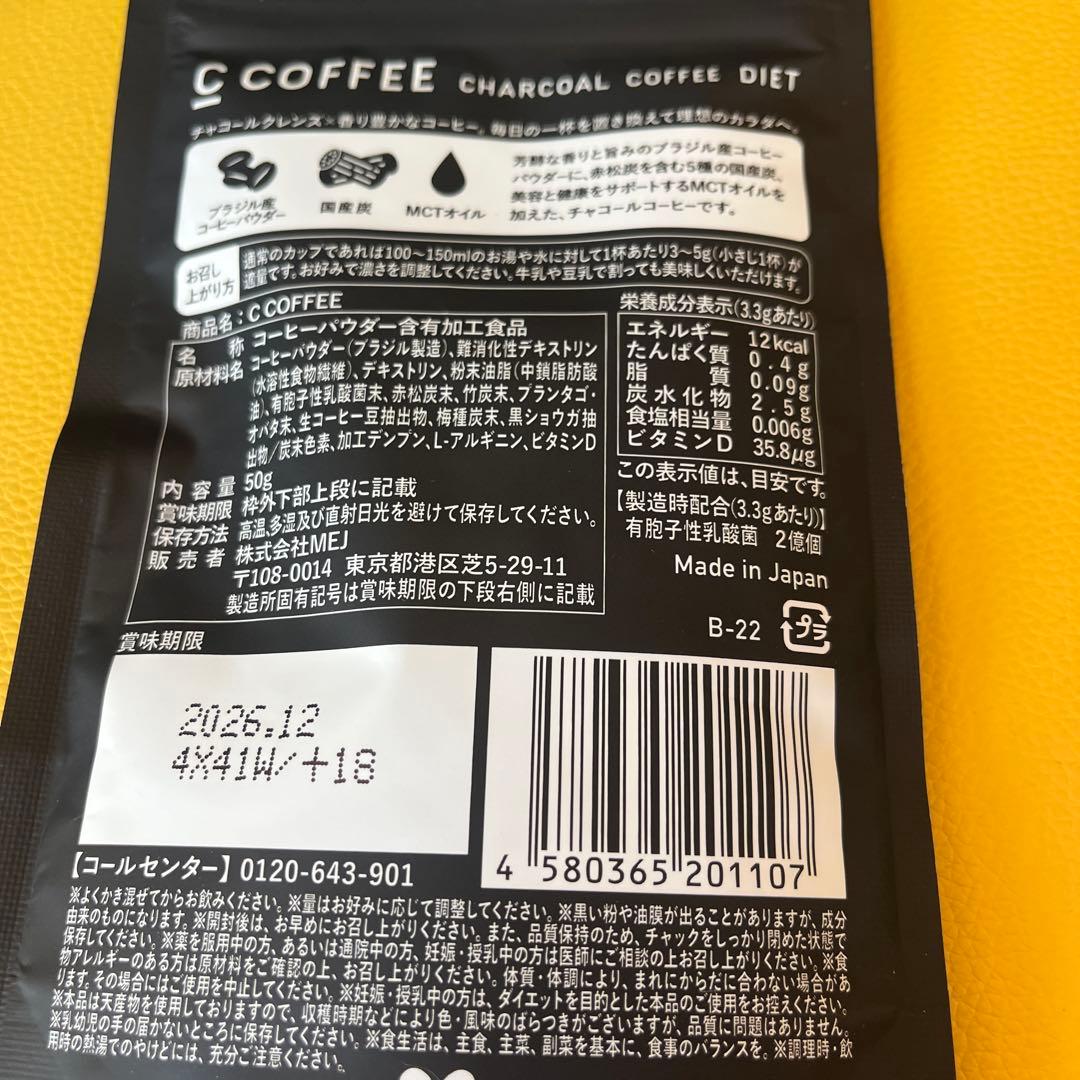 C COFFEE CHARCOAL COFFEE DIET
チャコールクレンズ×香り豊かなコーヒー。毎日の一杯を置き換えて理想のカラダへ。
ブラジル産
コーヒーパウダー
国産炭
MCTオイル
芳醇な香りと旨みのブラジル産コーヒー
パウダーに、赤松炭を含む5種の国産炭、
美容と健康をサポートするMCTオイルを
加えた、チャコールコーヒーです。
お召し
上がり方
通常のカップであれば100〜150mlのお湯や水に対して1杯あたり3〜5g(小さじ1杯)が
適量です。お好みで濃さを調整してください。牛乳や豆乳で割っても美味しくいただけます。
商品名：C COFFEE
名称 コーヒーパウダー含有加工食品
原材料名 コーヒーパウダー(ブラジル製造)、難消化性デキストリン
(水溶性食物繊維)、デキストリン、粉末油脂(中鎖脂肪酸
油)、有胞子性乳酸菌末、赤松炭末、竹炭末、プランタゴ・
オバタ末、生コーヒー豆抽出物、梅種炭末、黒ショウガ抽
出物/炭末色素、加工デンプン、L-アルギニン、ビタミンD
内容量 50g
賞味期限 枠外下部上段に記載
保存方法 高温、多湿及び直射日光を避けて保存してください。
販売者 株式会社MEJ
〒108-0014 東京都港区芝5-29-11
製造所固有記号は賞味期限の下段右側に記載
栄養成分表示(3.3gあたり)
エネルギー 12kcal
たんぱく質 0.4g
脂質 0.09g
炭水化物 2.5g
食塩相当量 0.006g
ビタミンD 35.8μg
この表示値は、目安です。
【製造時配合(3.3gあたり)】
有胞子性乳酸菌 2億個
Made in Japan
B-22 プラ
賞味期限
2026.12
4X41W/+18
4 580365 201107
【コールセンター】0120-643-901
※よくかき混ぜてからお飲みください。※量はお好みに応じて調整してください。※黒い粉や油膜が出ることがありますが、成分
由来のものになります。※開封後は、お早めにお召し上がりください。また、品質保持のため、チャックをしっかり閉めた状態で
保存してください。※薬を服用中の方、あるいは通院中の方、妊娠・授乳中の方は医師にご相談の上お召し上がりください。※食
物アレルギーのある方は原材料をご確認の上、お召し上がりください。体質・体調により、まれにからだに合わない場合があ
ります。その場合にはご使用を中止してください。※妊娠・授乳中の方は、ダイエットを目的とした本品のご使用をお控えください。
※本品は天産物を使用しておりますので、収穫時期などにより色・風味のばらつきがございますが、品質に問題はありません。
※乳幼児の手の届かないところに保存してください。※食生活は、主食、主菜、副菜を基本に、食事のバランスを。※調理時・飲
用時の熱湯でのやけどには、充分ご注意ください。